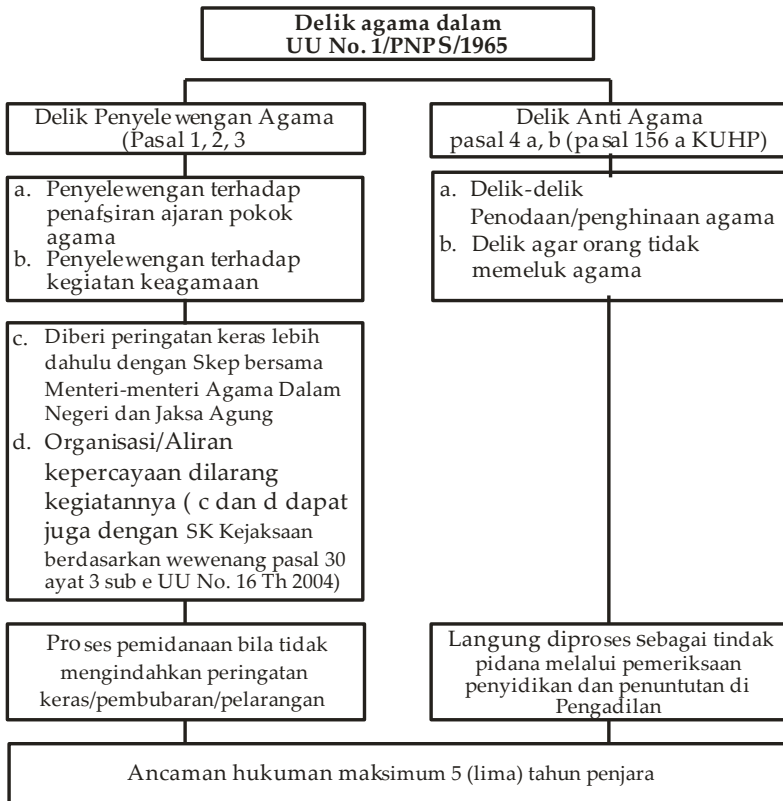 Delik agama dalam
UU No. 1/PNPS/1965
Delik Penyelewengan Agama
(Pasal 1, 2, 3
Delik Anti Agama
pasal 4 a, b (pasal 156 a KUHP)
a. Penyelewengan terhadap
penafsiran ajaran pokok
agama
b. Penyelewengan terhadap
kegiatan keagamaan
a. Delik-delik
Penodaan/penghinaan agama
b. Delik agar orang tidak
memeluk agama
c. Diberi peringatan keras lebih
dahulu dengan Skep bersama
Menteri-menteri Agama Dalam
Negeri dan Jaksa Agung
d. Organisasi/Aliran
kepercayaan dilarang
kegiatannya ( c dan d dapat
juga dengan SK Kejaksaan
berdasarkan wewenang pasal 30
ayat 3 sub e UU No. 16 Th 2004)
Proses pemidanaan bila tidak
mengindahkan peringatan
keras/pembubaran/pelarangan
Langung diproses sebagai tindak
pidana melalui pemeriksaan
penyidikan dan penuntutan di
Pengadilan
Ancaman hukuman maksimum 5 (lima) tahun penjara